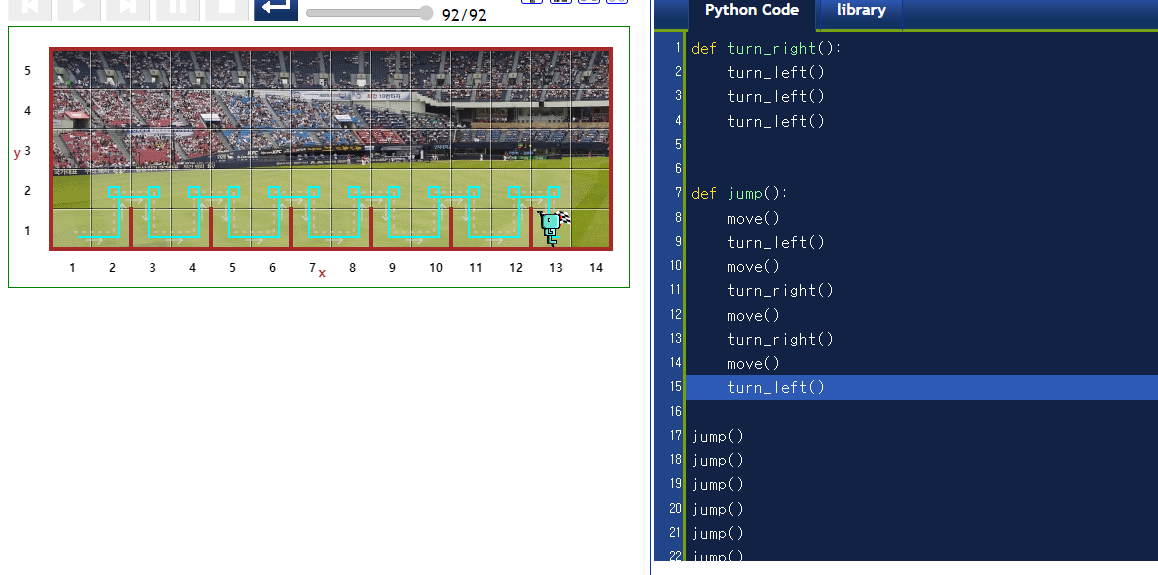 92/92
Python Code
library
5
4
y 3
2
1
1 2 3 4 5 6 7 8 9 10 11 12 13 14
x
1 def turn_right():
2 turn_left()
3 turn_left()
4 turn_left()
5
6
7 def jump():
8 move()
9 turn_left()
10 move()
11 turn_right()
12 move()
13 turn_right()
14 move()
15 turn_left()
16
17 jump()
18 jump()
19 jump()
20 jump()
21 jump()
22 jump()